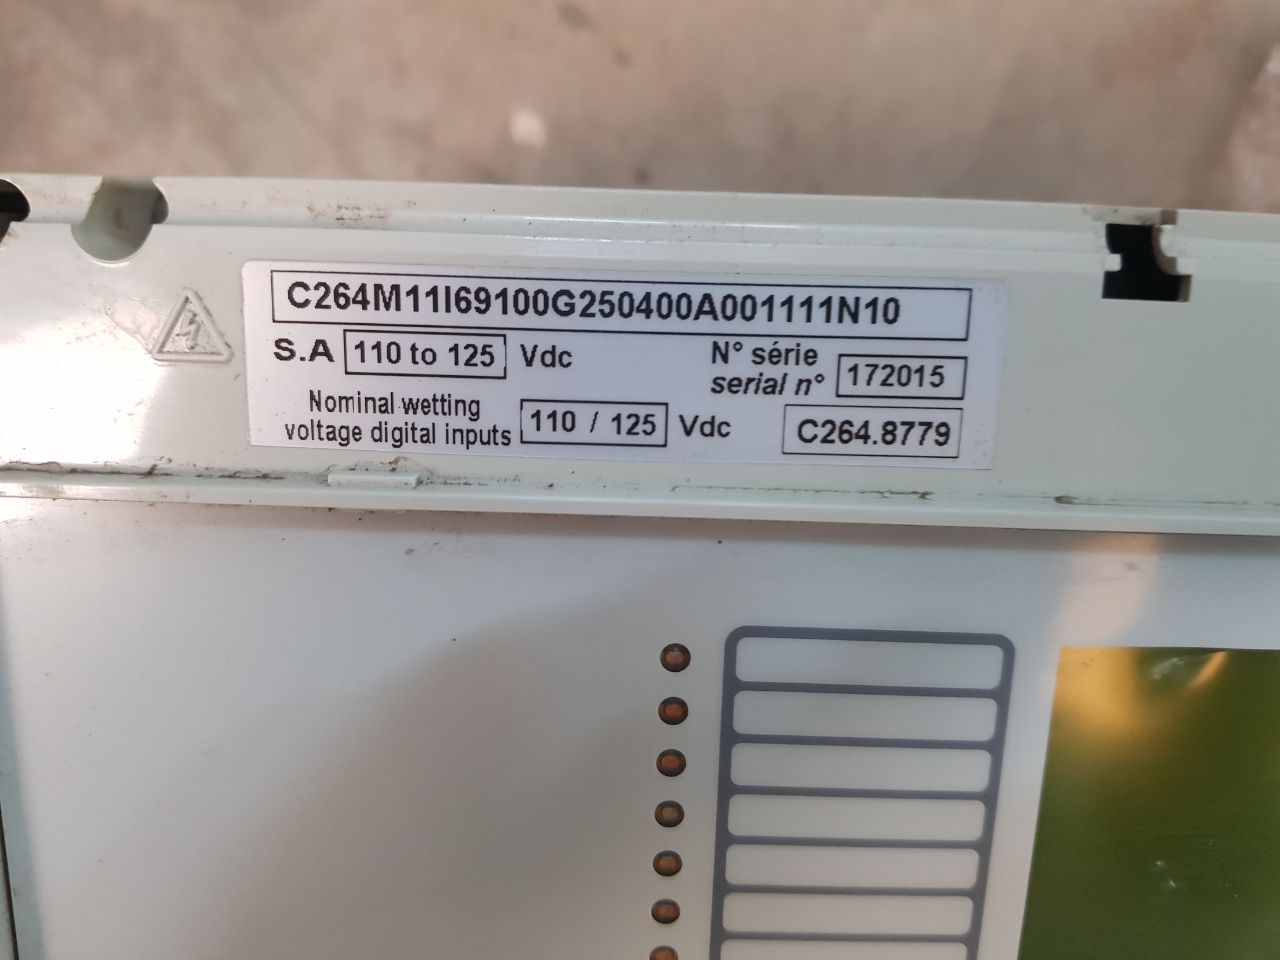 C264M11I69100G250400A001111N10
S.A 110 to 125 Vdc
N° série
serial n° 172015
Nominal wetting
voltage digital inputs 110 / 125 Vdc
C264.8779